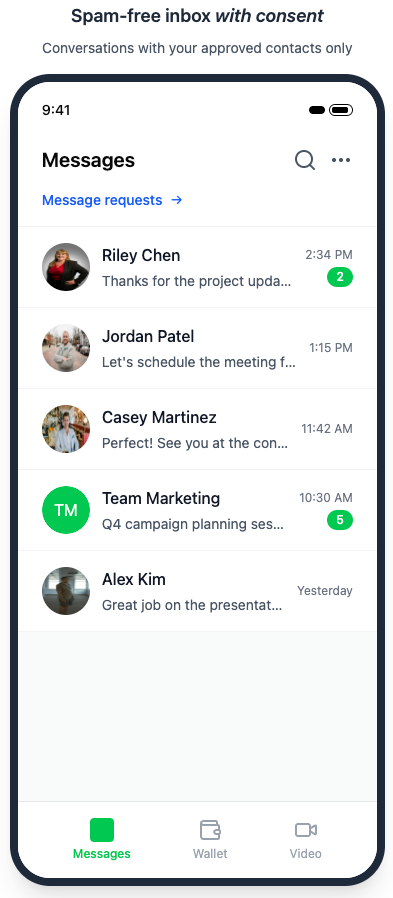 Spam-free inbox with consent
Conversations with your approved contacts only
9:41
Messages
Message requests →
Riley Chen
2:34 PM
Thanks for the project upda...
2
Jordan Patel
1:15 PM
Let's schedule the meeting f...
Casey Martinez
11:42 AM
Perfect! See you at the con...
TM
Team Marketing
10:30 AM
Q4 campaign planning ses...
5
Alex Kim
Yesterday
Great job on the presentat...
Messages
Wallet
Video